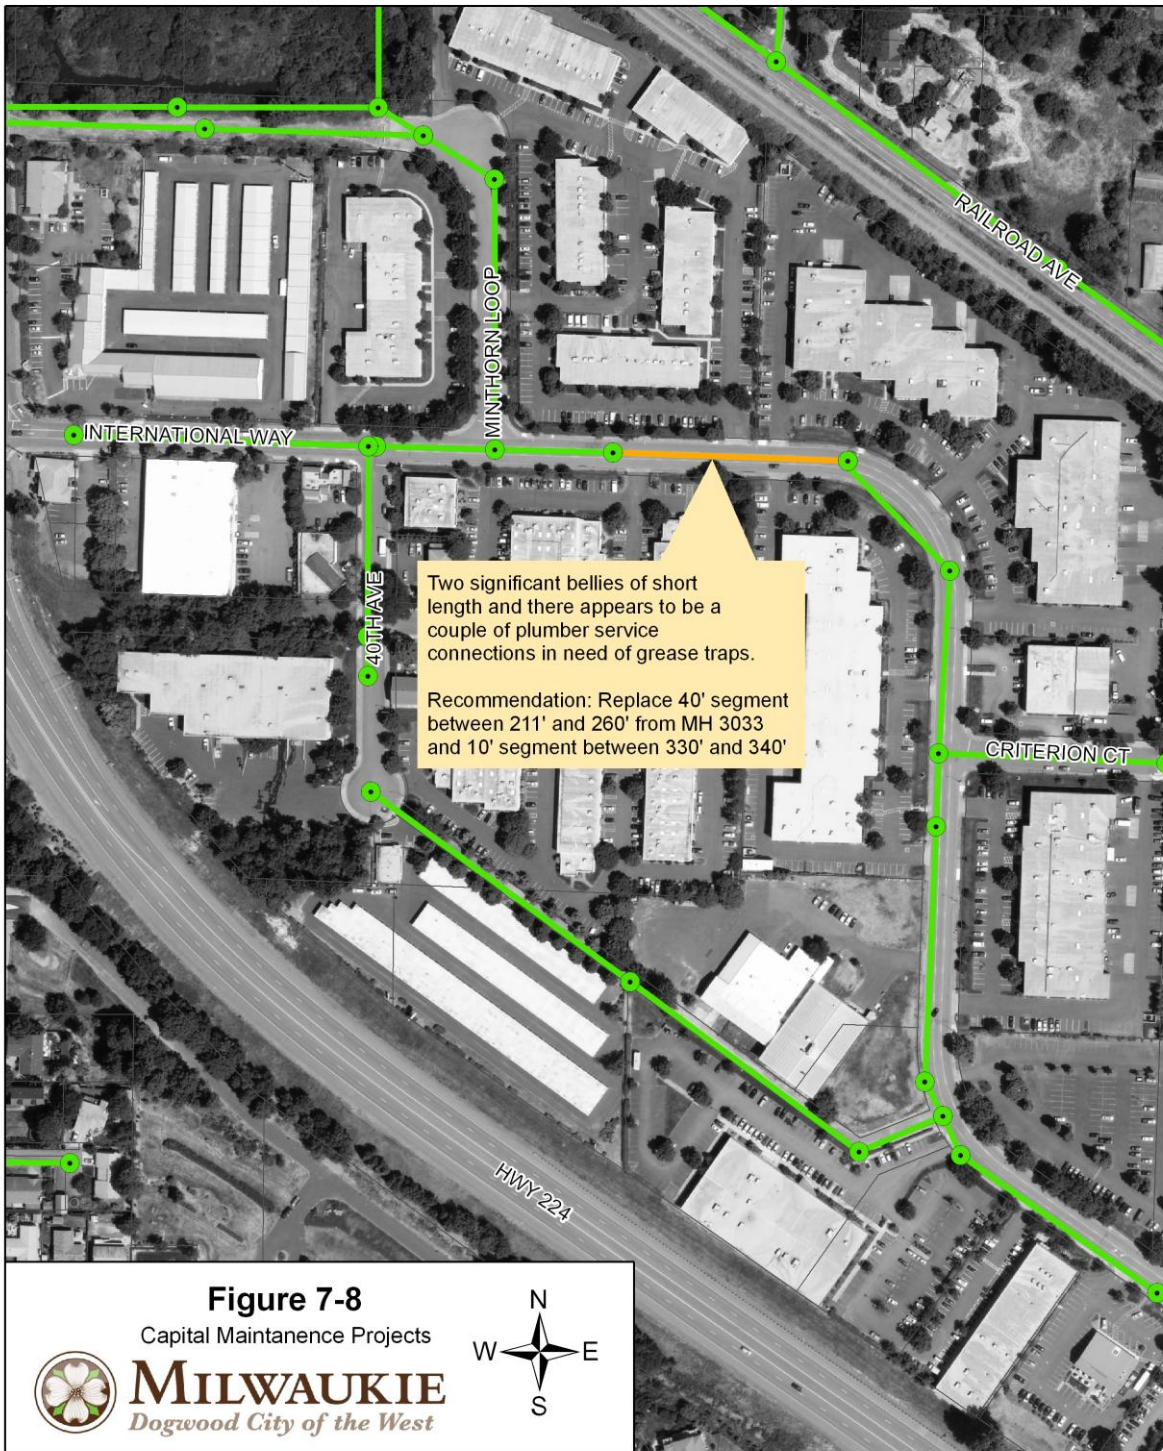 RAILROAD AVE
MINTHORN LOOP
INTERNATIONAL WAY
40TH AVE
Two significant bellies of short
length and there appears to be a
couple of plumber service
connections in need of grease traps.
Recommendation: Replace 40' segment
between 211' and 260' from MH 3033
and 10' segment between 330' and 340'
CRITERION CT
HWY 224
Figure 7-8
Capital Maintanence Projects
MILWAUKIE
Dogwood City of the West
N
W E
S